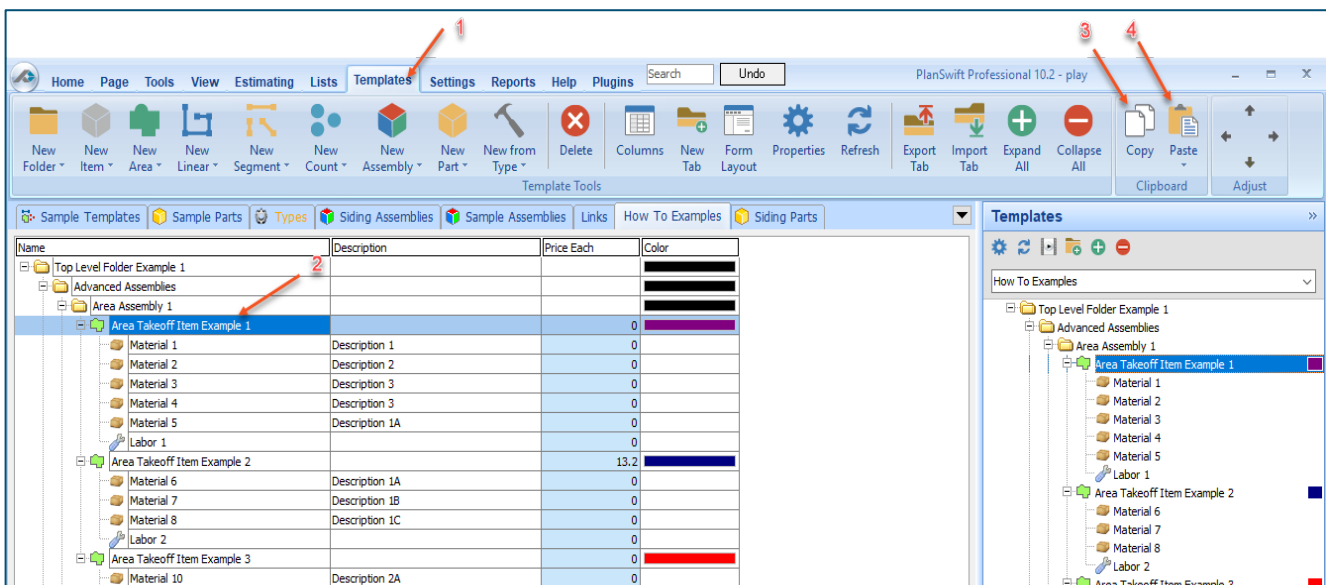 1
3 4
Home Page Tools View Estimating Lists Templates Settings Reports Help Plugins Search Undo PlanSwift Professional 10.2 - play
New Folder New Item New Area New Linear New Segment New Count New Assembly New Part New from Type Delete Columns New Tab Form Layout Properties Refresh Export Tab Import Tab Expand All Collapse All Copy Paste
Template Tools Clipboard Adjust
Sample Templates Sample Parts Types Siding Assemblies Sample Assemblies Links How To Examples Siding Parts
Name Description Price Each Color
Top Level Folder Example 1
2
Advanced Assemblies
Area Assembly 1
Area Takeoff Item Example 1 0
Material 1 Description 1 0
Material 2 Description 2 0
Material 3 Description 3 0
Material 4 Description 3 0
Material 5 Description 1A 0
Labor 1 0
Area Takeoff Item Example 2 13.2
Material 6 Description 1A 0
Material 7 Description 1B 0
Material 8 Description 1C 0
Labor 2 0
Area Takeoff Item Example 3 0
Material 10 Description 2A 0
Templates
How To Examples
Top Level Folder Example 1
Advanced Assemblies
Area Assembly 1
Area Takeoff Item Example 1
Material 1
Material 2
Material 3
Material 4
Material 5
Labor 1
Area Takeoff Item Example 2
Material 6
Material 7
Material 8
Labor 2
Area Takeoff Item Example 3